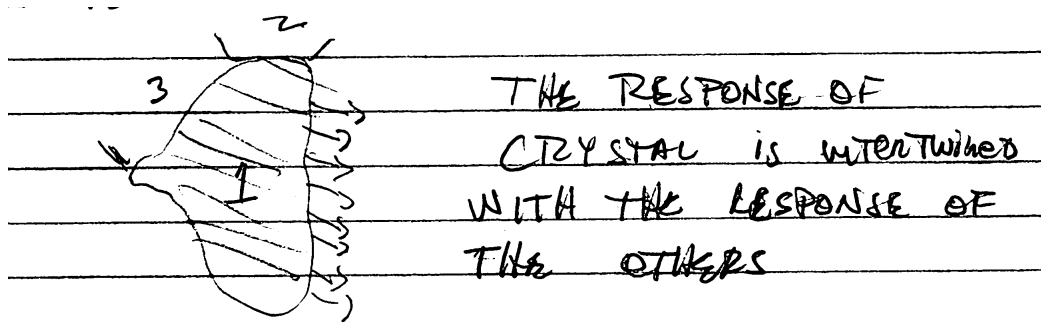 2
3
1
THE RESPONSE OF
CRYSTAL is intertwined
WITH THE RESPONSE OF
THE OTHERS